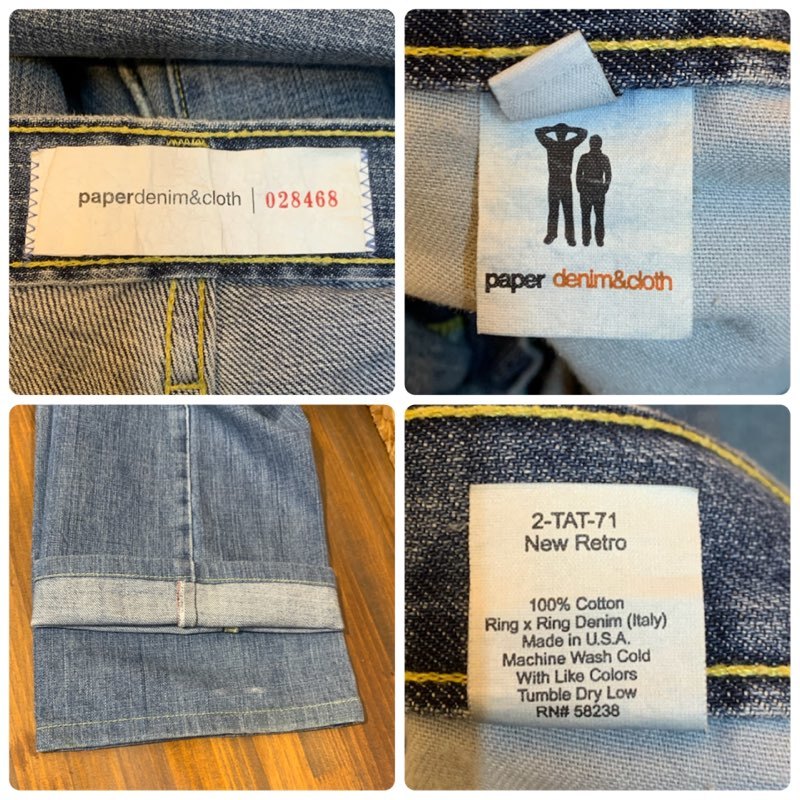 paperdenim&cloth | 028468
paper denim&cloth
2-TAT-71
New Retro
100% Cotton
Ring x Ring Denim (Italy)
Made in U.S.A.
Machine Wash Cold
With Like Colors
Tumble Dry Low
RN# 58238